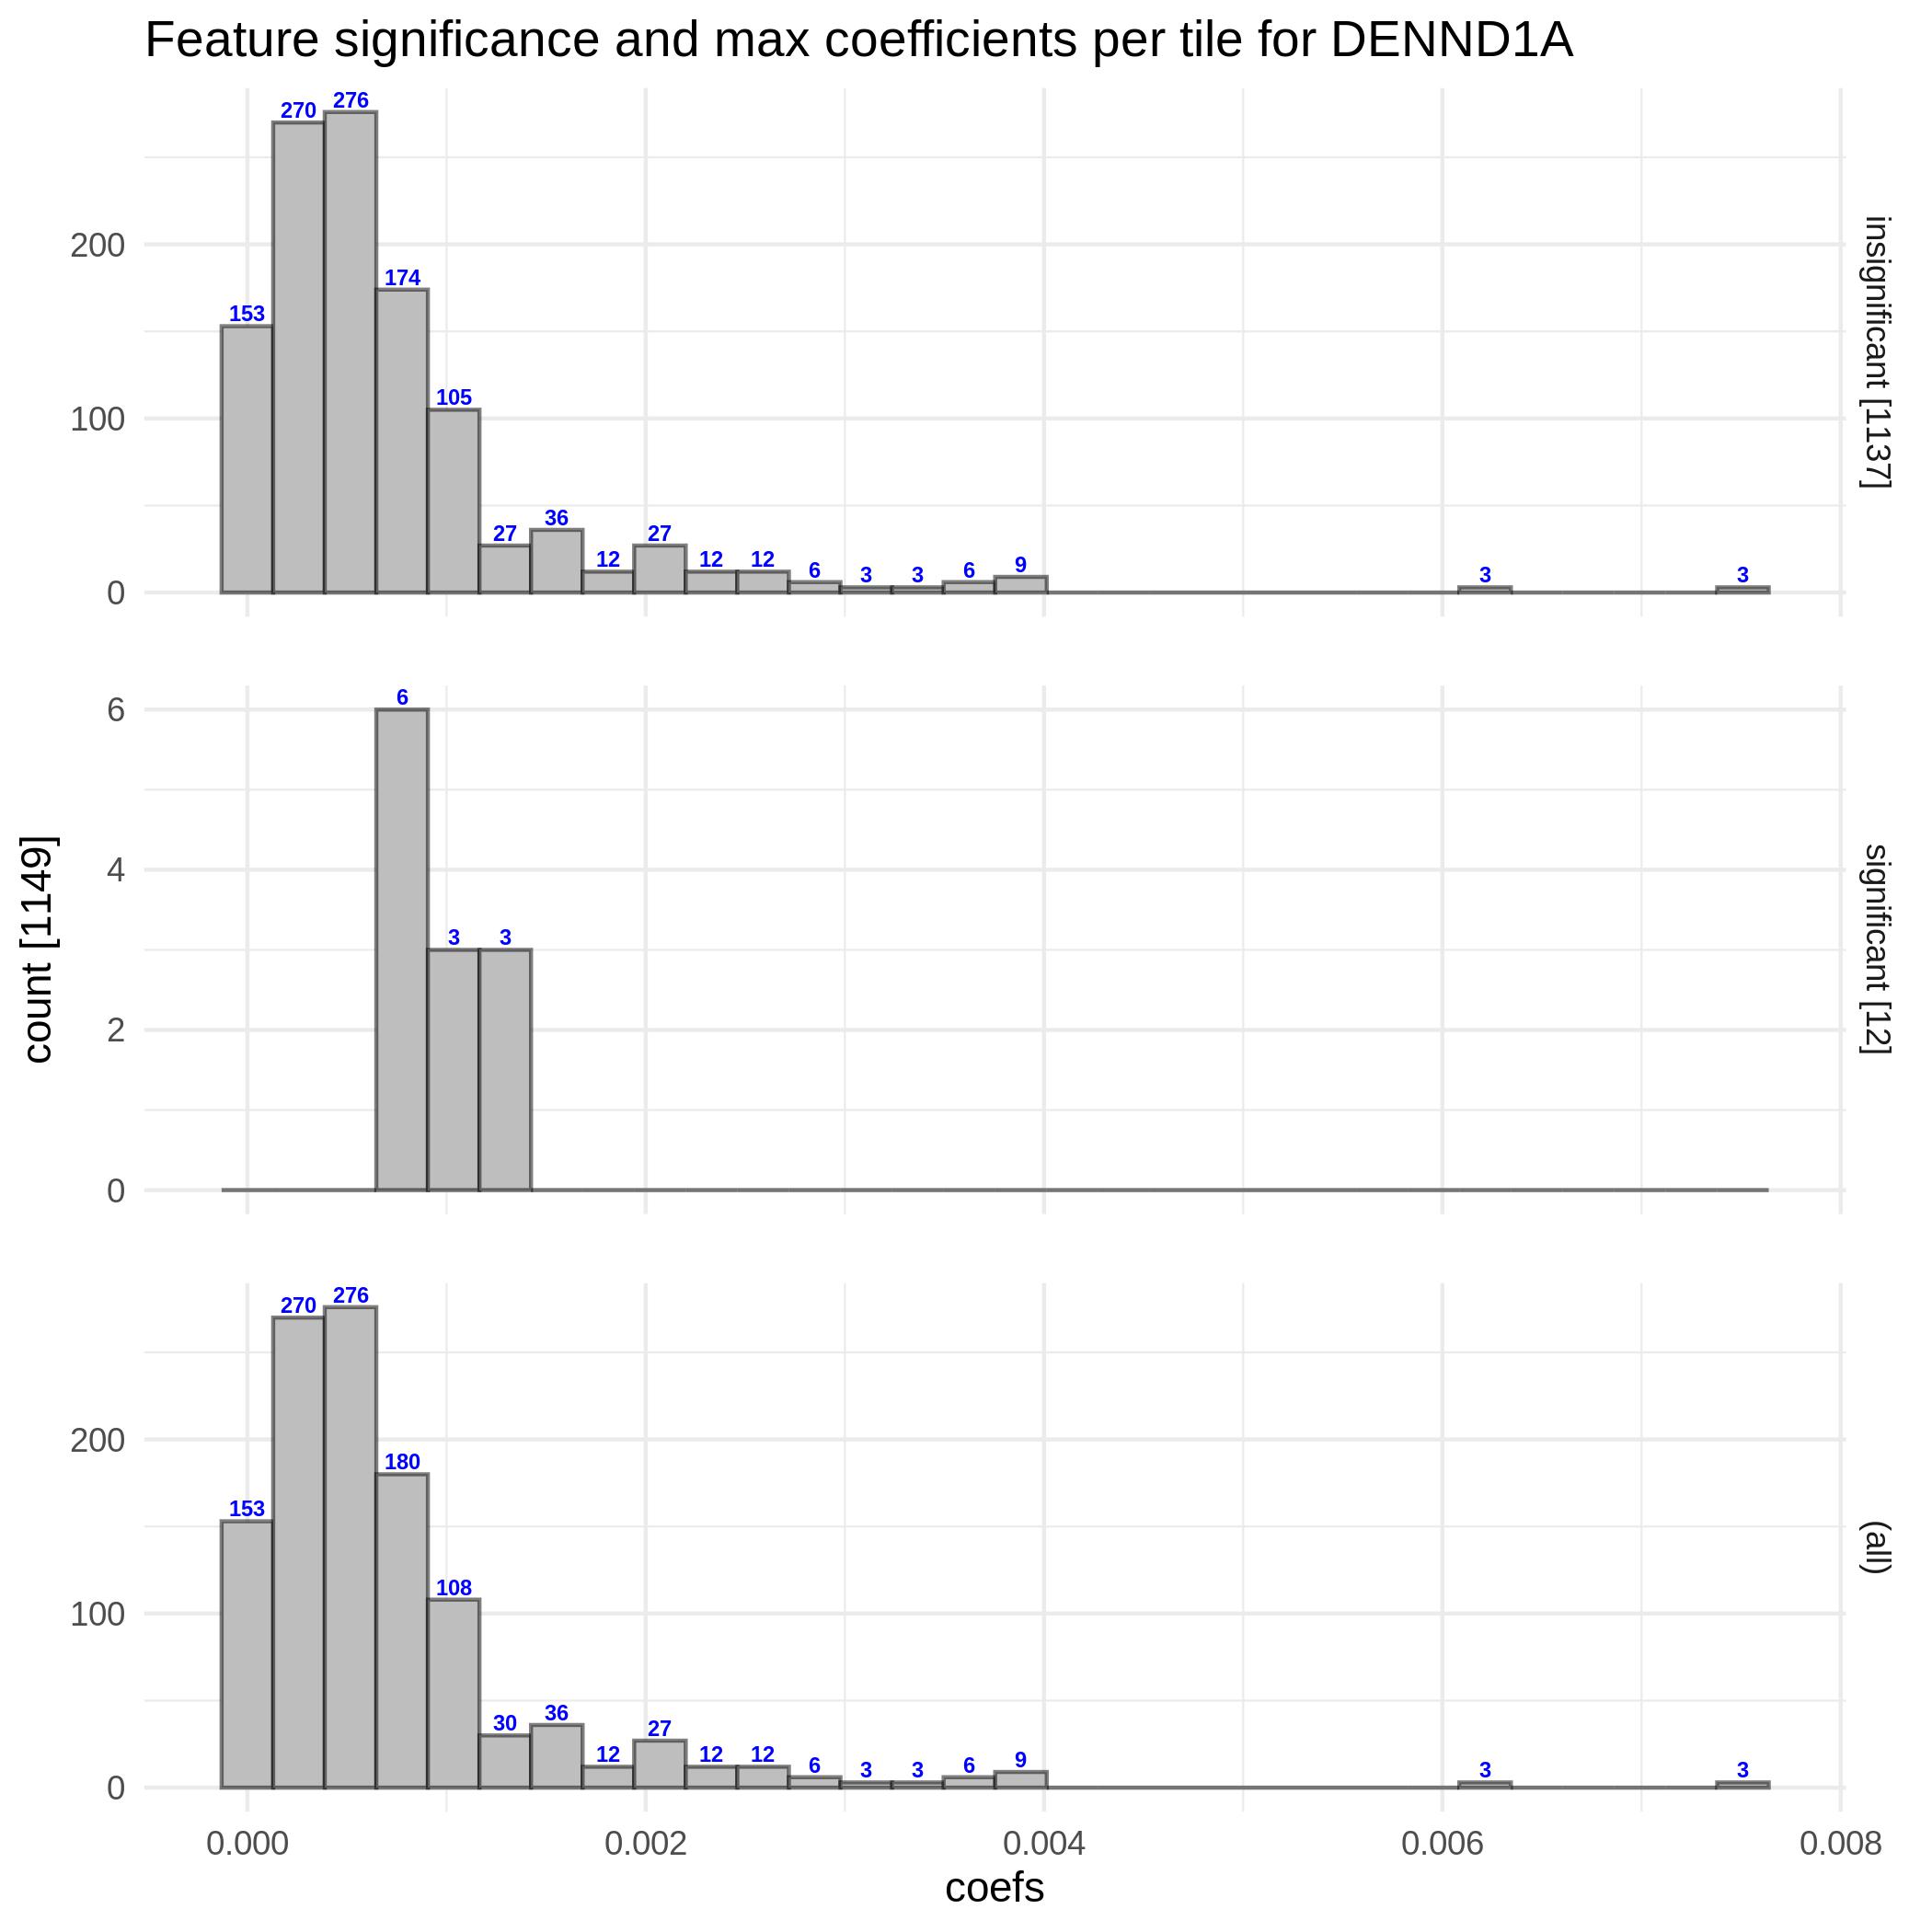 Feature significance and max coefficients per tile for DENND1A
270 276
153
174
105
27 36 12 27 12 12 6 3 3 6 9 3 3
200
100
0
insignificant [1137]
6
3 3
6
4
2
0
significant [12]
count [1149]
270 276
153
180
108
30 36 12 27 12 12 6 3 3 6 9 3 3
200
100
0
(all)
0.000 0.002 0.004 0.006 0.008
coefs